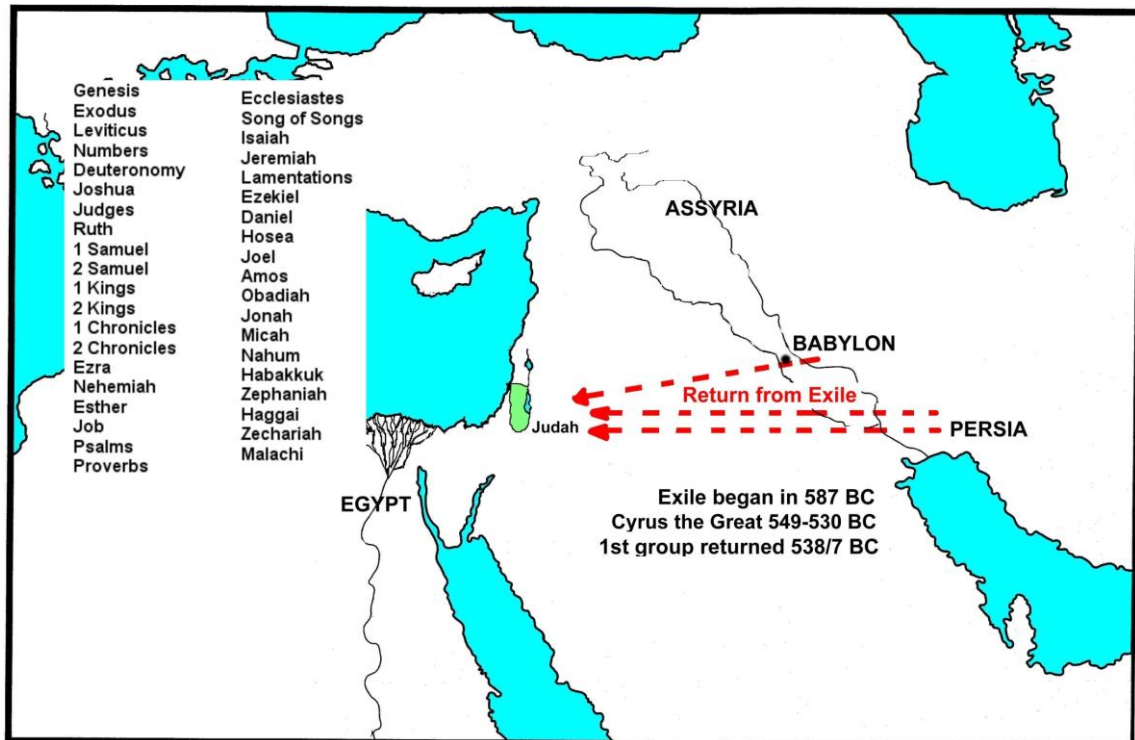 Genesis
Exodus
Leviticus
Numbers
Deuteronomy
Joshua
Judges
Ruth
1 Samuel
2 Samuel
1 Kings
2 Kings
1 Chronicles
2 Chronicles
Ezra
Nehemiah
Esther
Job
Psalms
Proverbs
Ecclesiastes
Song of Songs
Isaiah
Jeremiah
Lamentations
Ezekiel
Daniel
Hosea
Joel
Amos
Obadiah
Jonah
Micah
Nahum
Habakkuk
Zephaniah
Haggai
Zechariah
Malachi
ASSYRIA
BABYLON
Return from Exile
Judah
PERSIA
EGYPT
Exile began in 587 BC
Cyrus the Great 549-530 BC
1st group returned 538/7 BC